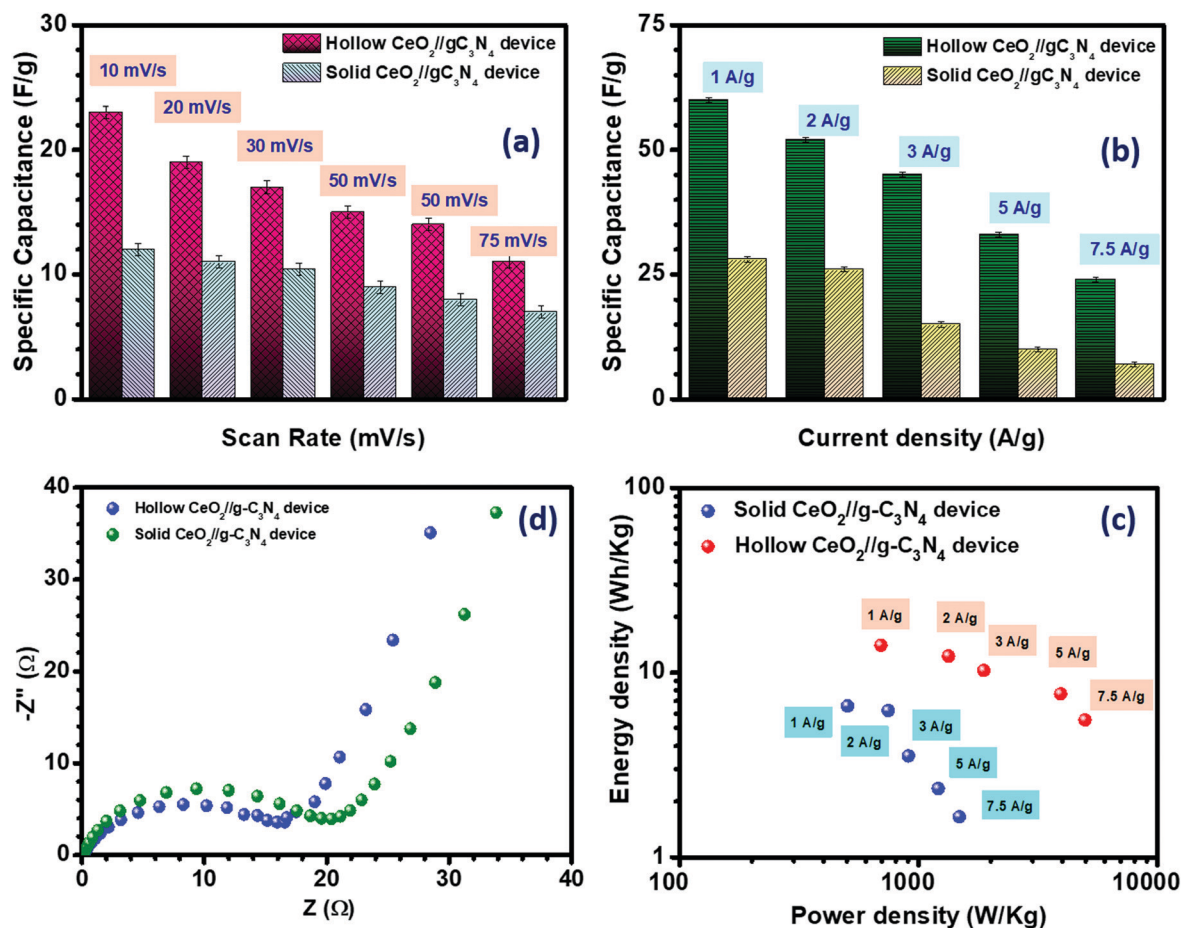 30
20
10
0
Specific Capacitance (F/g)
Scan Rate (mV/s)
Hollow CeO₂//gC₃N₄ device
Solid CeO₂//gC₃N₄ device
(a)
10 mV/s
20 mV/s
30 mV/s
50 mV/s
50 mV/s
75 mV/s
75
50
25
0
Specific Capacitance (F/g)
Current density (A/g)
Hollow CeO₂//gC₃N₄ device
Solid CeO₂//gC₃N₄ device
(b)
1 A/g
2 A/g
3 A/g
5 A/g
7.5 A/g
40
30
20
10
0
-Z" (Ω)
0 10 20 30 40
Z (Ω)
Hollow CeO₂//g-C₃N₄ device
Solid CeO₂//g-C₃N₄ device
(d)
100
10
1
Energy density (Wh/Kg)
100 1000 10000
Power density (W/Kg)
Solid CeO₂//g-C₃N₄ device
Hollow CeO₂//g-C₃N₄ device
(c)
1 A/g
2 A/g
3 A/g
5 A/g
7.5 A/g
1 A/g
2 A/g
3 A/g
5 A/g
7.5 A/g